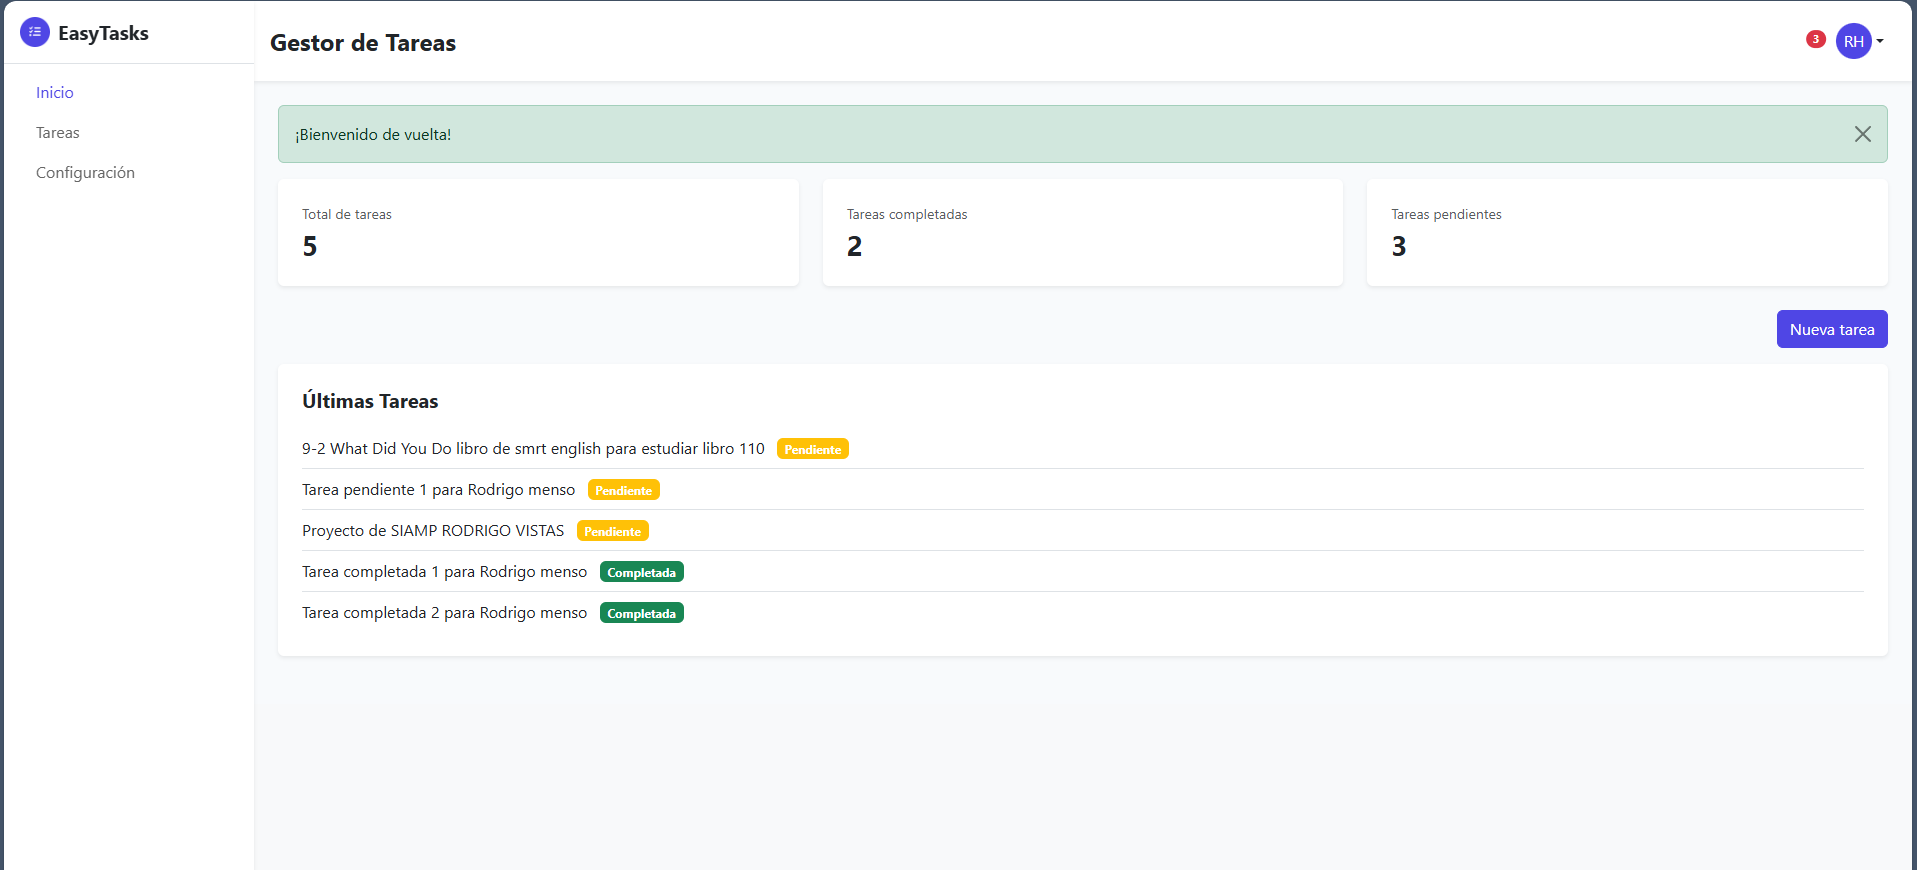 EasyTasks
Inicio
Tareas
Configuración
Gestor de Tareas
3
RH
¡Bienvenido de vuelta!
Total de tareas
5
Tareas completadas
2
Tareas pendientes
3
Nueva tarea
Últimas Tareas
9-2 What Did You Do libro de smrt english para estudiar libro 110 Pendiente
Tarea pendiente 1 para Rodrigo menso Pendiente
Proyecto de SIAMP RODRIGO VISTAS Pendiente
Tarea completada 1 para Rodrigo menso Completada
Tarea completada 2 para Rodrigo menso Completada